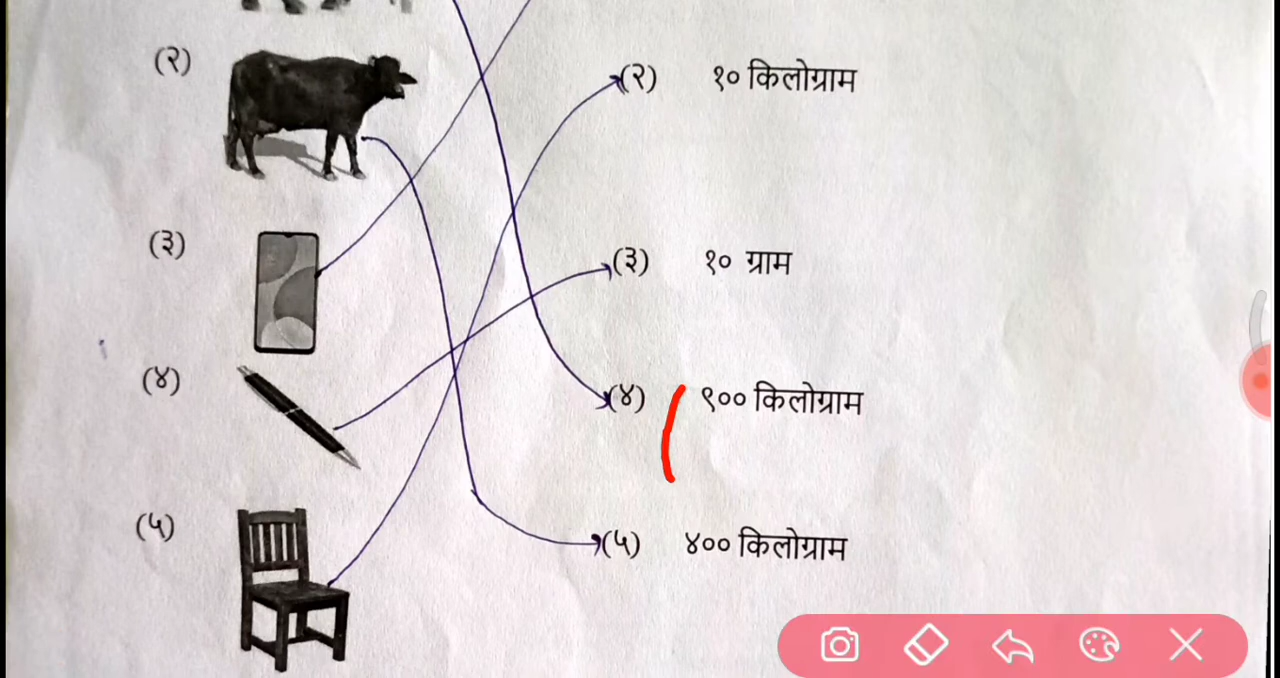 (२)
(२) १० किलोग्राम
(३)
(३) १० ग्राम
(४)
(४) ९०० किलोग्राम
(५)
(५) ४०० किलोग्राम